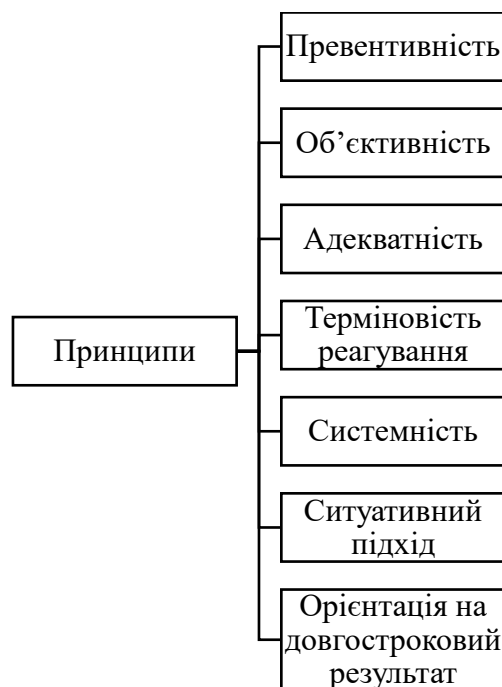 Превентивність
Об’єктивність
Адекватність
Терміновість
реагування
Принципи
Системність
Ситуативний
підхід
Орієнтація на
довгостроковий
результат